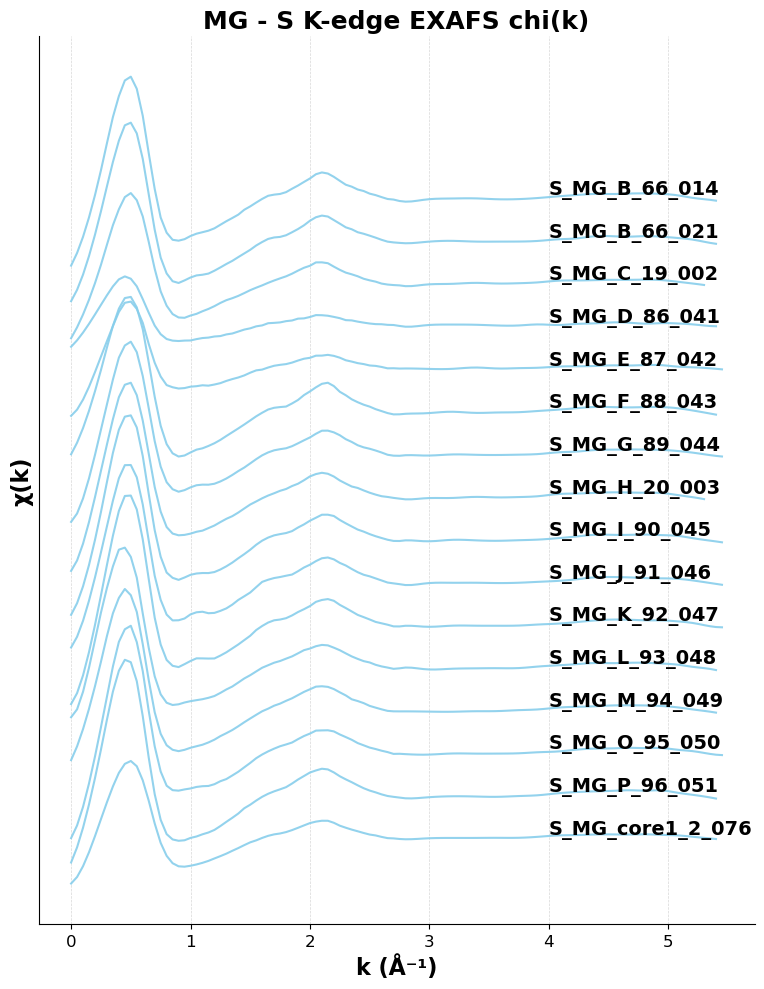 MG - S K-edge EXAFS chi(k)
S_MG_B_66_014
S_MG_B_66_021
S_MG_C_19_002
S_MG_D_86_041
S_MG_E_87_042
S_MG_F_88_043
S_MG_G_89_044
S_MG_H_20_003
S_MG_I_90_045
S_MG_J_91_046
S_MG_K_92_047
S_MG_L_93_048
S_MG_M_94_049
S_MG_O_95_050
S_MG_P_96_051
S_MG_core1_2_076
χ(k)
0 1 2 3 4 5
k (Å⁻¹)